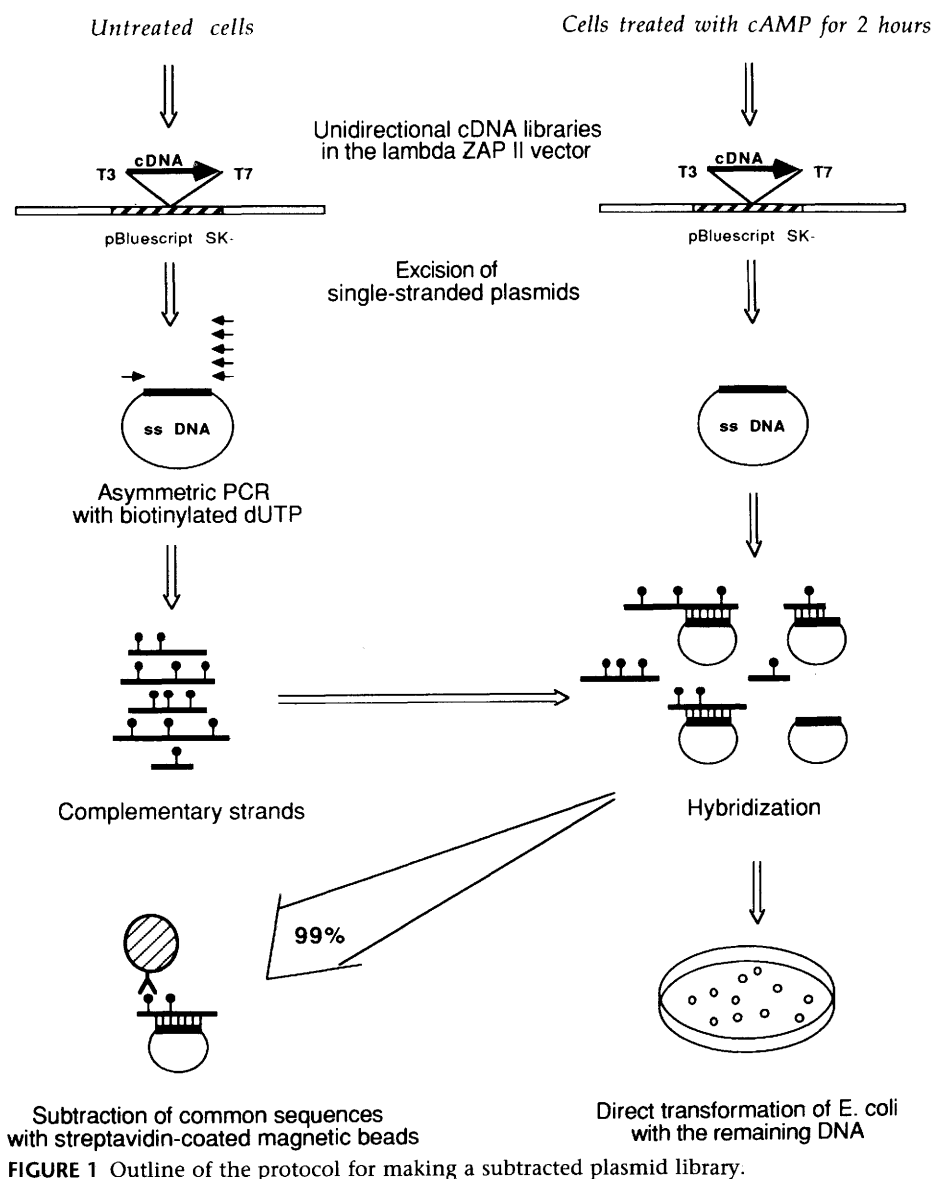 Untreated cells
Cells treated with cAMP for 2 hours
Unidirectional cDNA libraries
in the lambda ZAP II vector
cDNA
T3
T7
pBluescript SK-
cDNA
T3
T7
pBluescript SK-
Excision of
single-stranded plasmids
ss DNA
ss DNA
Asymmetric PCR
with biotinylated dUTP
Complementary strands
Hybridization
99%
Subtraction of common sequences
with streptavidin-coated magnetic beads
Direct transformation of E. coli
with the remaining DNA
FIGURE 1 Outline of the protocol for making a subtracted plasmid library.